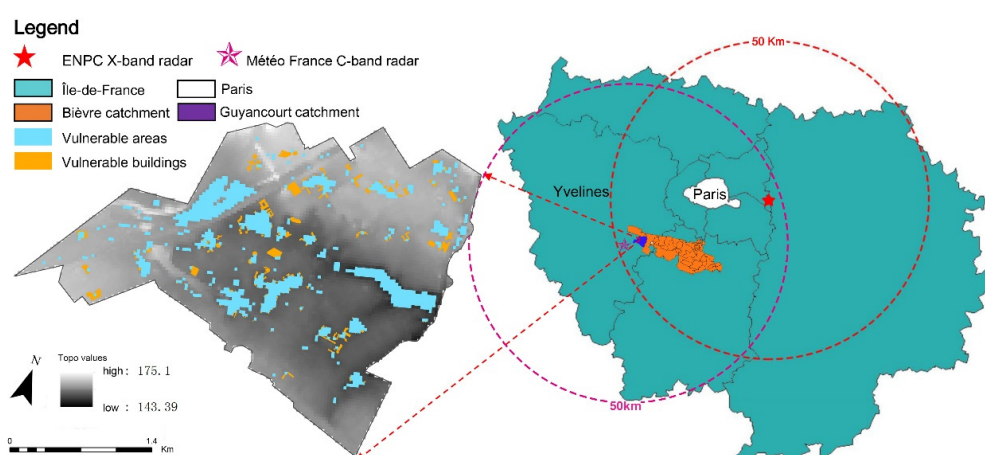 Legend
ENPC X-band radar
Météo France C-band radar
Île-de-France
Paris
Bièvre catchment
Guyancourt catchment
Vulnerable areas
Vulnerable buildings
50 Km
Yvelines
Paris
50km
N
Topo values
high: 175.1
low: 143.39
0
1.4
Km